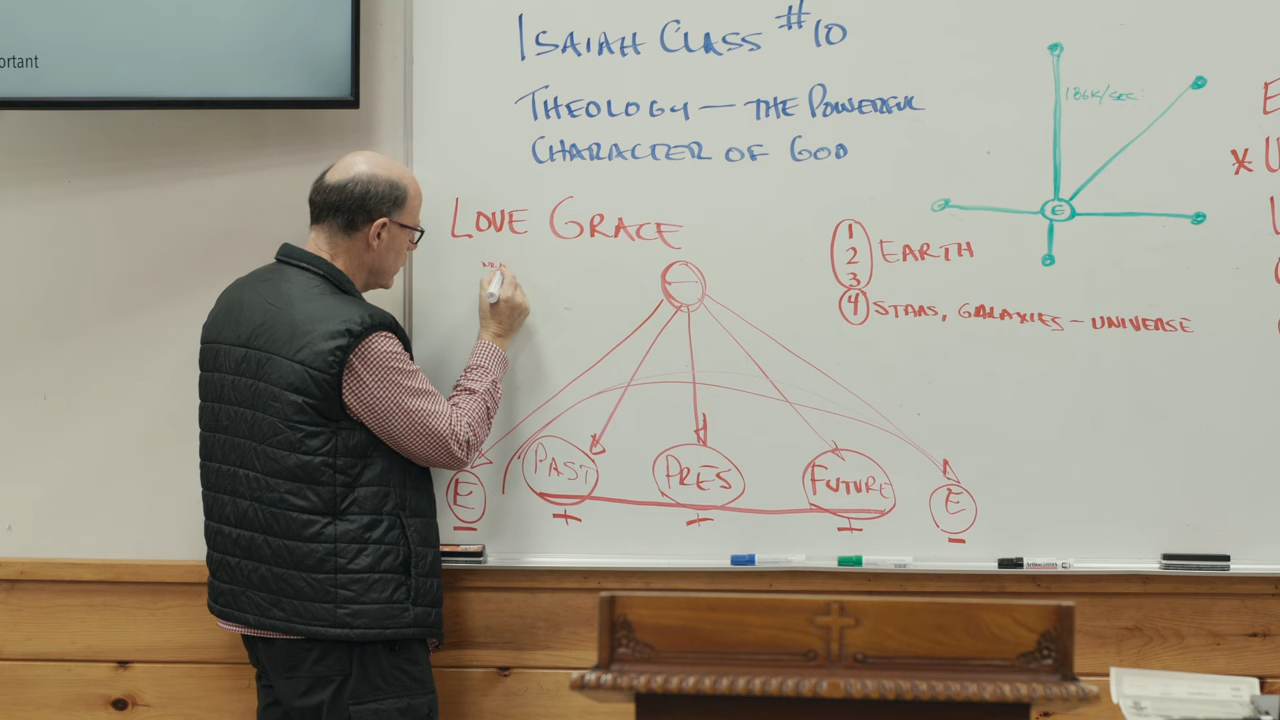 ortant
ISAIAH CLASS #10
THEOLOGY — THE POWERFUL
CHARACTER OF GOD
186K/SEC
E
E
* U
LOVE GRACE
1
2 EARTH
3
4 STARS, GALAXIES – UNIVERSE
E PAST PRES FUTURE E
- + + + -